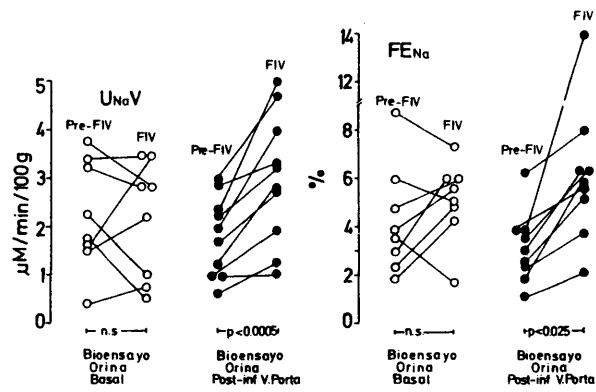 UNaV
Pre-FIV
FIV
Pre-FIV
FIV
5
4
3
2
1
0
µM/min/100g
n.s
p<0.0005
Bioensayo
Orina
Basal
Bioensayo
Orina
Post-inf V.Porta
FENa
Pre-FIV
FIV
Pre-FIV
FIV
14
12
8
6
4
2
0
%
n.s
p<0.025
Bioensayo
Orina
Basal
Bioensayo
Orina
Post-inf V.Porta